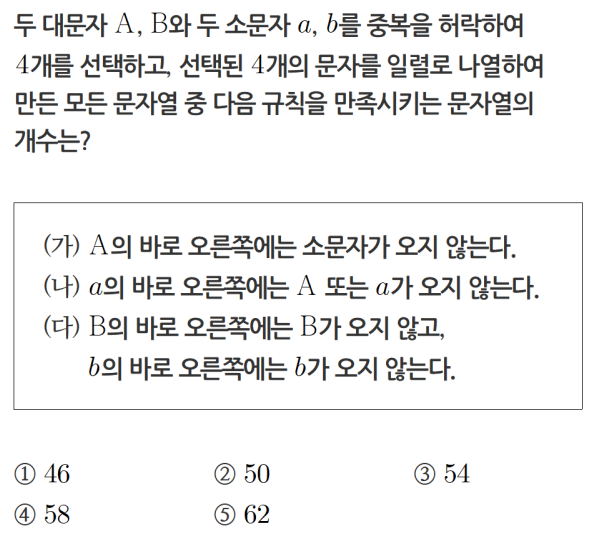 두 대문자 A, B와 두 소문자 a, b를 중복을 허락하여
4개를 선택하고, 선택된 4개의 문자를 일렬로 나열하여
만든 모든 문자열 중 다음 규칙을 만족시키는 문자열의
개수는?
(가) A의 바로 오른쪽에는 소문자가 오지 않는다.
(나) a의 바로 오른쪽에는 A 또는 a가 오지 않는다.
(다) B의 바로 오른쪽에는 B가 오지 않고,
b의 바로 오른쪽에는 b가 오지 않는다.
① 46 ② 50 ③ 54
④ 58 ⑤ 62